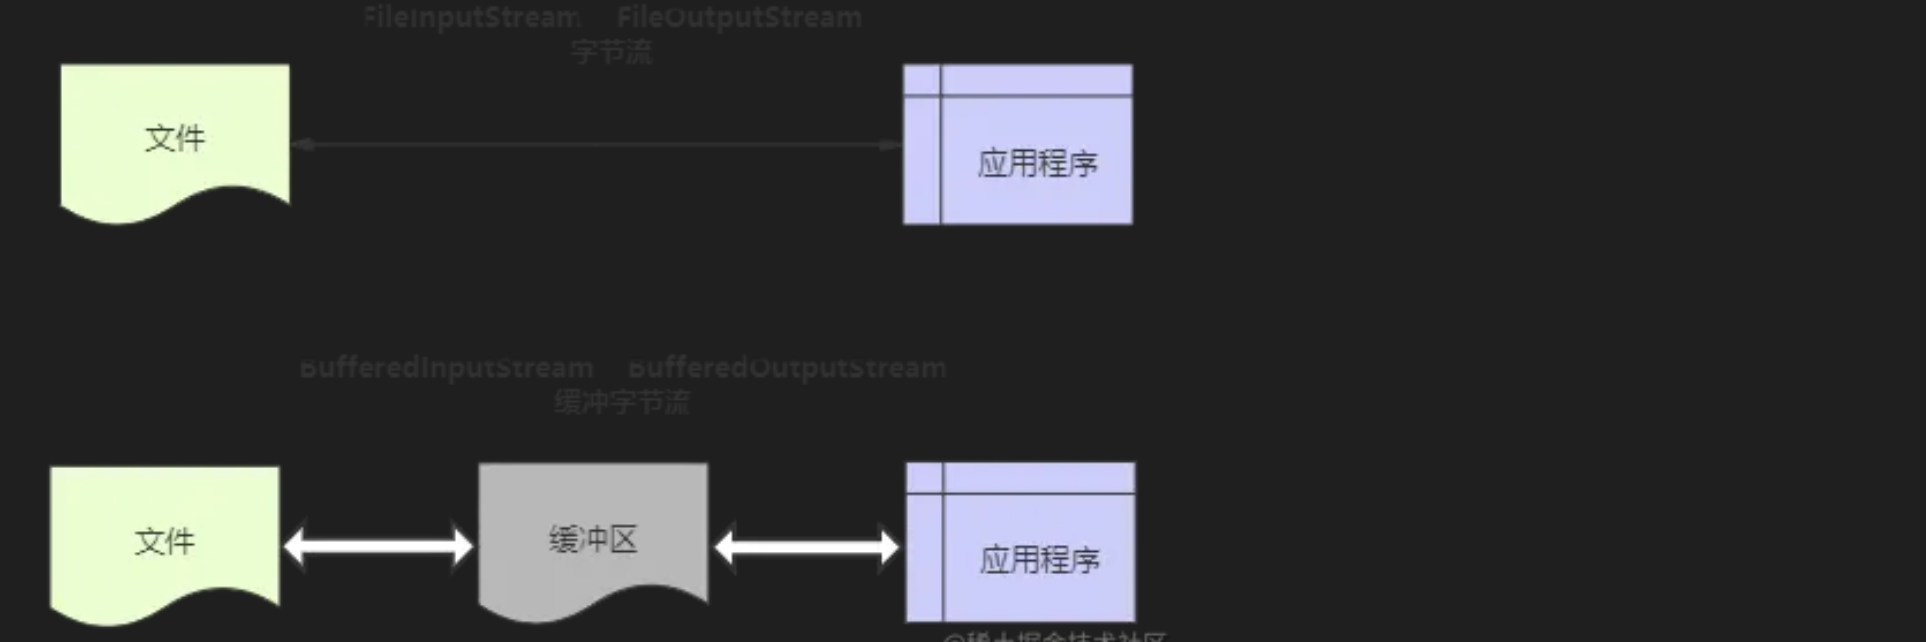 FileInputStream FileOutputStream
字节流
文件
应用程序
BufferedInputStream BufferedOutputStream
缓冲字节流
文件
缓冲区
应用程序
@稀土掘金技术社区